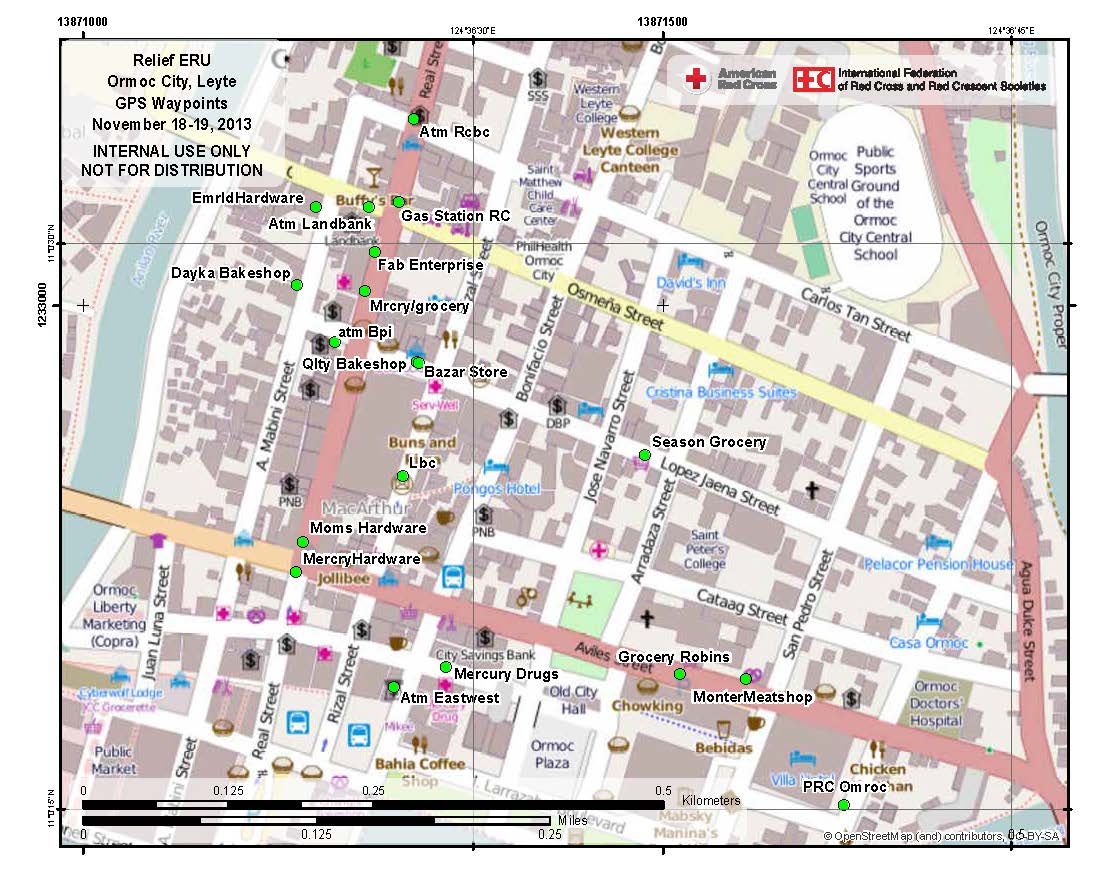 13871000
124°36'30"E
13871500
124°36'45"E
Relief ERU
Ormoc City, Leyte
GPS Waypoints
November 18-19, 2013
INTERNAL USE ONLY
NOT FOR DISTRIBUTION
American
Red Cross
International Federation
of Red Cross and Red Crescent Societies
Real Street
SSS
Western
Leyte
College
Western
Leyte College
Canteen
Atm Rcbc
Ormoc
City
Central
School
Public
Sports
Ground
of the
Ormoc
City Central
School
Saint
Matthew
Child
Care
Center
EmrldHardware
Buffy's Bar
Gas Station RC
Atm Landbank
Landbank
Anilao River
11°0'30"N
PhilHealth
Ormoc
City
Ormoc City Proper
Fab Enterprise
Dayka Bakeshop
David's Inn
Carlos Tan Street
Osmeña Street
Mrcry/grocery
1233000
atm Bpi
Qlty Bakeshop
Bazar Store
Bonifacio Street
Serv-Well
Cristina Business Suites
DBP
A. Mabini Street
Jose Navarro Street
Buns and
Season Grocery
Lbc
Lopez Jaena Street
Pongos Hotel
PNB
MacArthur
PNB
Moms Hardware
MercryHardware
Jollibee
Arradaza Street
Saint
Peter's
College
Pelacor Pension House
Agua Dulce Street
Ormoc
Liberty
Marketing
(Copra)
Juan Luna Street
Cataag Street
San Pedro Street
Casa Ormoc
Aviles Street
City Savings Bank
Grocery Robins
Mercury Drugs
MonterMeatshop
Rizal Street
Atm Eastwest
Drug
Cyberwolf Lodge
JCC Grocerette
Old City
Hall
Chowking
Ormoc
Doctors'
Hospital
Real Street
Mikee
Bebidas
Public
Market
Bahia Coffee
Shop
Ormoc
Plaza
Villa Hotel
Chicken
PRC Omroc
11°0'15"N
0
0.125
0.25
0.5
Kilometers
Mabsky
Manina's
0
0.125
0.25
Miles
0.5
© OpenStreetMap (and) contributors, CC-BY-SA